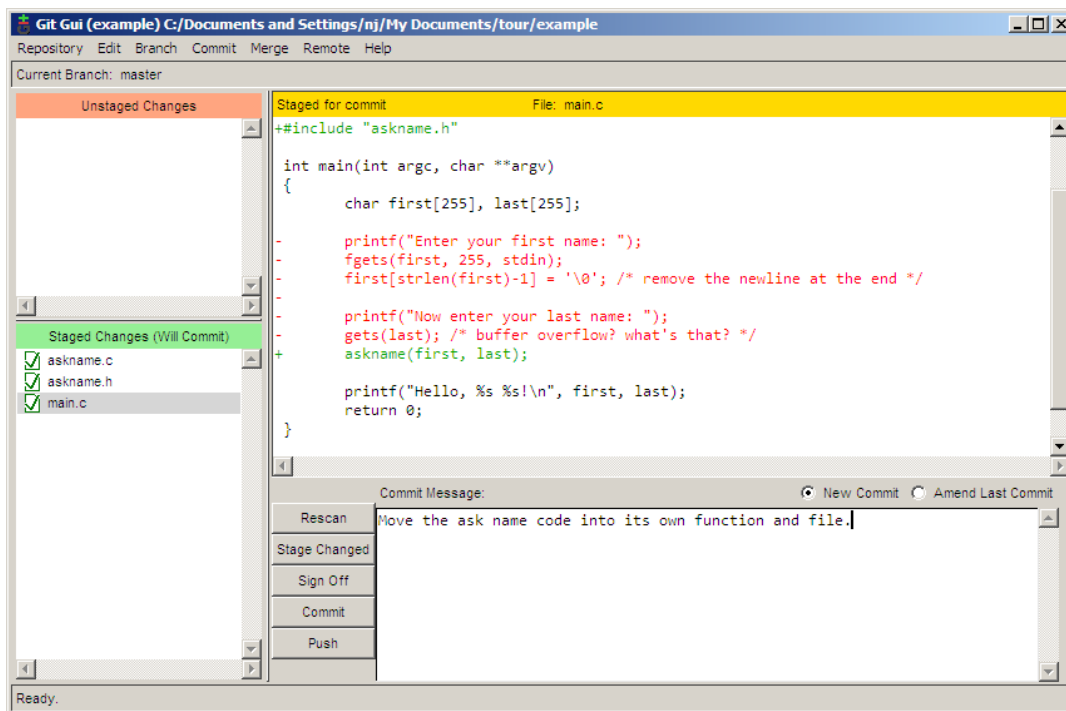 Git Gui (example) C:/Documents and Settings/nj/My Documents/tour/example
Repository Edit Branch Commit Merge Remote Help
Current Branch: master
Unstaged Changes
Staged Changes (Will Commit)
askname.c
askname.h
main.c
Staged for commit File: main.c
+#include "askname.h"
int main(int argc, char **argv)
{
char first[255], last[255];
- printf("Enter your first name: ");
- fgets(first, 255, stdin);
- first[strlen(first)-1] = '\0'; /* remove the newline at the end */
-
- printf("Now enter your last name: ");
- gets(last); /* buffer overflow? what's that? */
+ askname(first, last);
printf("Hello, %s %s!\n", first, last);
return 0;
}
Commit Message: New Commit Amend Last Commit
Rescan
Stage Changed
Sign Off
Commit
Push
Move the ask name code into its own function and file.
Ready.